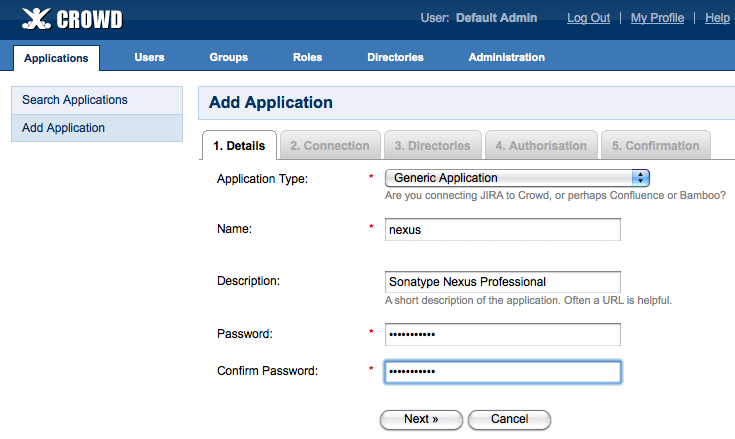 CROWD
User: Default Admin Log Out My Profile Help
Applications Users Groups Roles Directories Administration
Search Applications
Add Application
Add Application
1. Details 2. Connection 3. Directories 4. Authorisation 5. Confirmation
Application Type: * Generic Application
Are you connecting JIRA to Crowd, or perhaps Confluence or Bamboo?
Name: * nexus
Description: Sonatype Nexus Professional
A short description of the application. Often a URL is helpful.
Password: * •••••••••••
Confirm Password: * •••••••••••
Next » Cancel